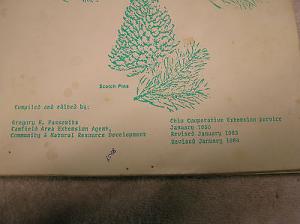 Scotch Pine
Compiled and edited by:
Gregory K. Passewitz
Canfield Area Extension Agent,
Community & Natural Resource Development
Ohio Cooperative Extension Service
January 1980
Revised January 1983
Revised January 1984